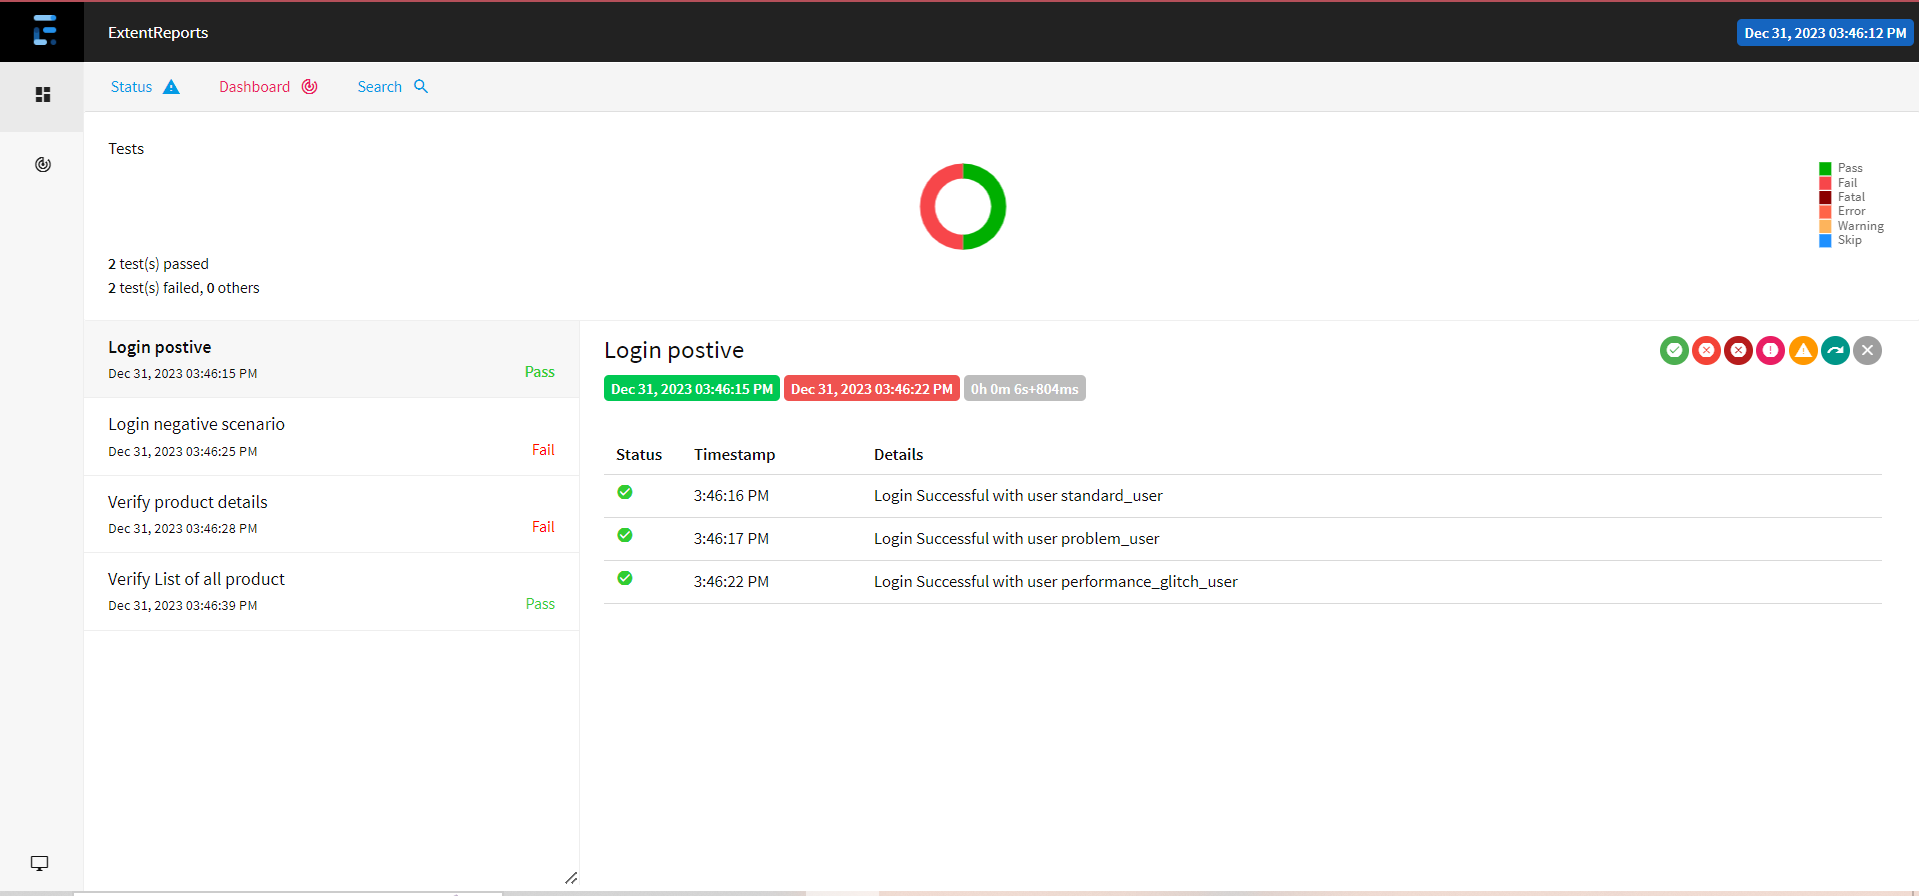 ExtentReports
Dec 31, 2023 03:46:12 PM
Status
Dashboard
Search
Tests
Pass
Fail
Fatal
Error
Warning
Skip
2 test(s) passed
2 test(s) failed, 0 others
Login postive
Dec 31, 2023 03:46:15 PM
Pass
Login negative scenario
Dec 31, 2023 03:46:25 PM
Fail
Verify product details
Dec 31, 2023 03:46:28 PM
Fail
Verify List of all product
Dec 31, 2023 03:46:39 PM
Pass
Login postive
Dec 31, 2023 03:46:15 PM Dec 31, 2023 03:46:22 PM 0h 0m 6s+804ms
Status Timestamp Details
3:46:16 PM Login Successful with user standard_user
3:46:17 PM Login Successful with user problem_user
3:46:22 PM Login Successful with user performance_glitch_user